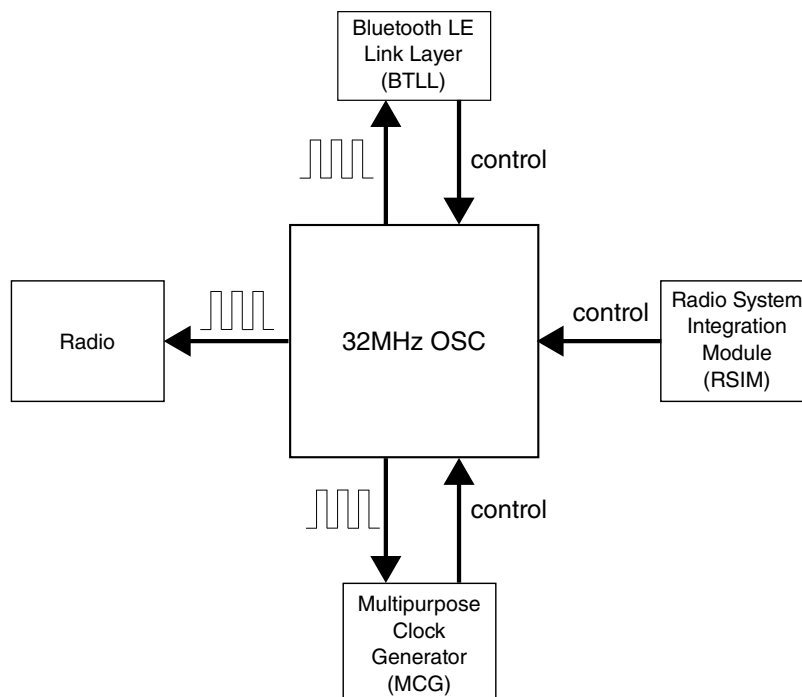 Bluetooth LE
Link Layer
(BTLL)
control
Radio
32MHz OSC
control
Radio System
Integration
Module
(RSIM)
control
Multipurpose
Clock
Generator
(MCG)